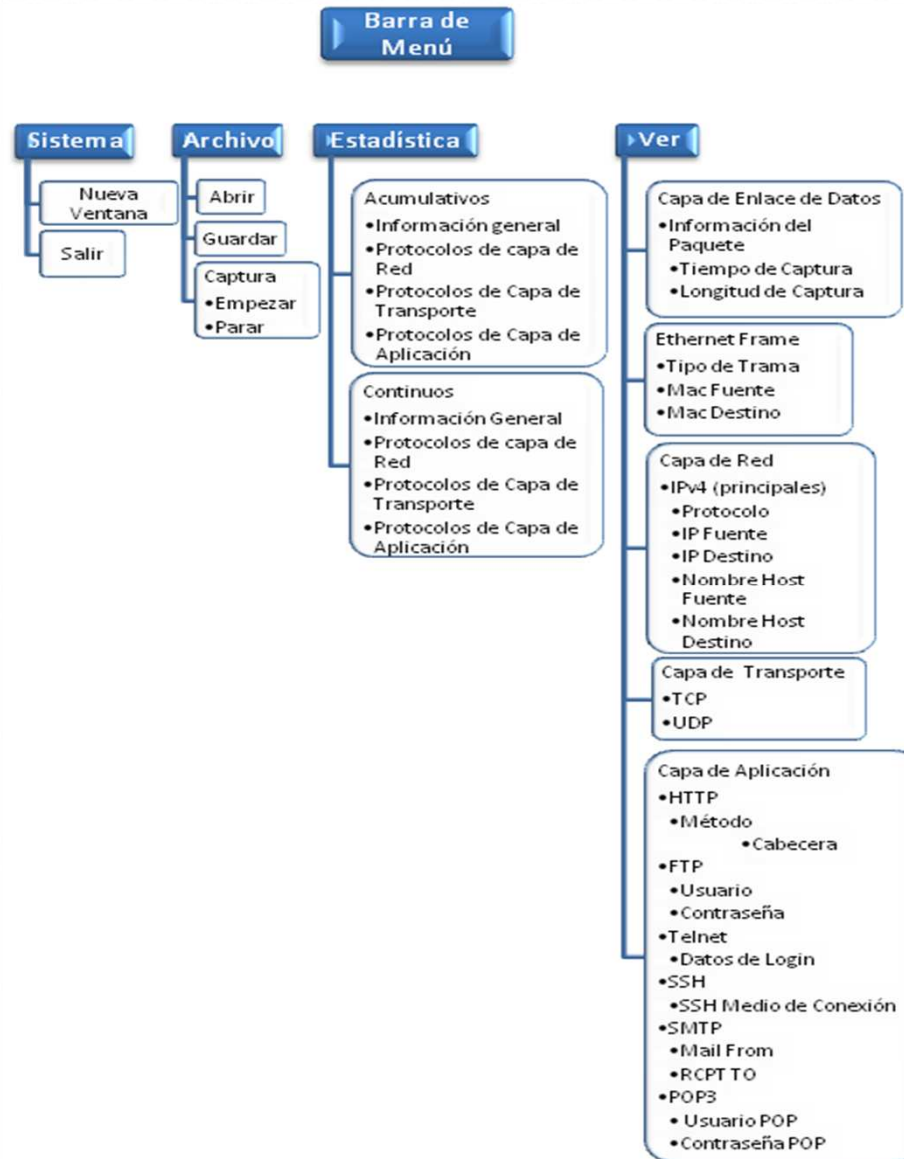 Barra de
Menú
Sistema
Nueva
Ventana
Salir
Archivo
Abrir
Guardar
Captura
•Empezar
•Parar
Estadística
Acumulativos
•Información general
•Protocolos de capa de
Red
•Protocolos de Capa de
Transporte
•Protocolos de Capa de
Aplicación
Continuos
•Información General
•Protocolos de capa de
Red
•Protocolos de Capa de
Transporte
•Protocolos de Capa de
Aplicación
Ver
Capa de Enlace de Datos
•Información del
Paquete
•Tiempo de Captura
•Longitud de Captura
Ethernet Frame
•Tipo de Trama
•Mac Fuente
•Mac Destino
Capa de Red
•IPv4 (principales)
•Protocolo
•IP Fuente
•IP Destino
•Nombre Host
Fuente
•Nombre Host
Destino
Capa de Transporte
•TCP
•UDP
Capa de Aplicación
•HTTP
•Método
•Cabecera
•FTP
•Usuario
•Contraseña
•Telnet
•Datos de Login
•SSH
•SSH Medio de Conexión
•SMTP
•Mail From
•RCPT TO
•POP3
• Usuario POP
•Contraseña POP